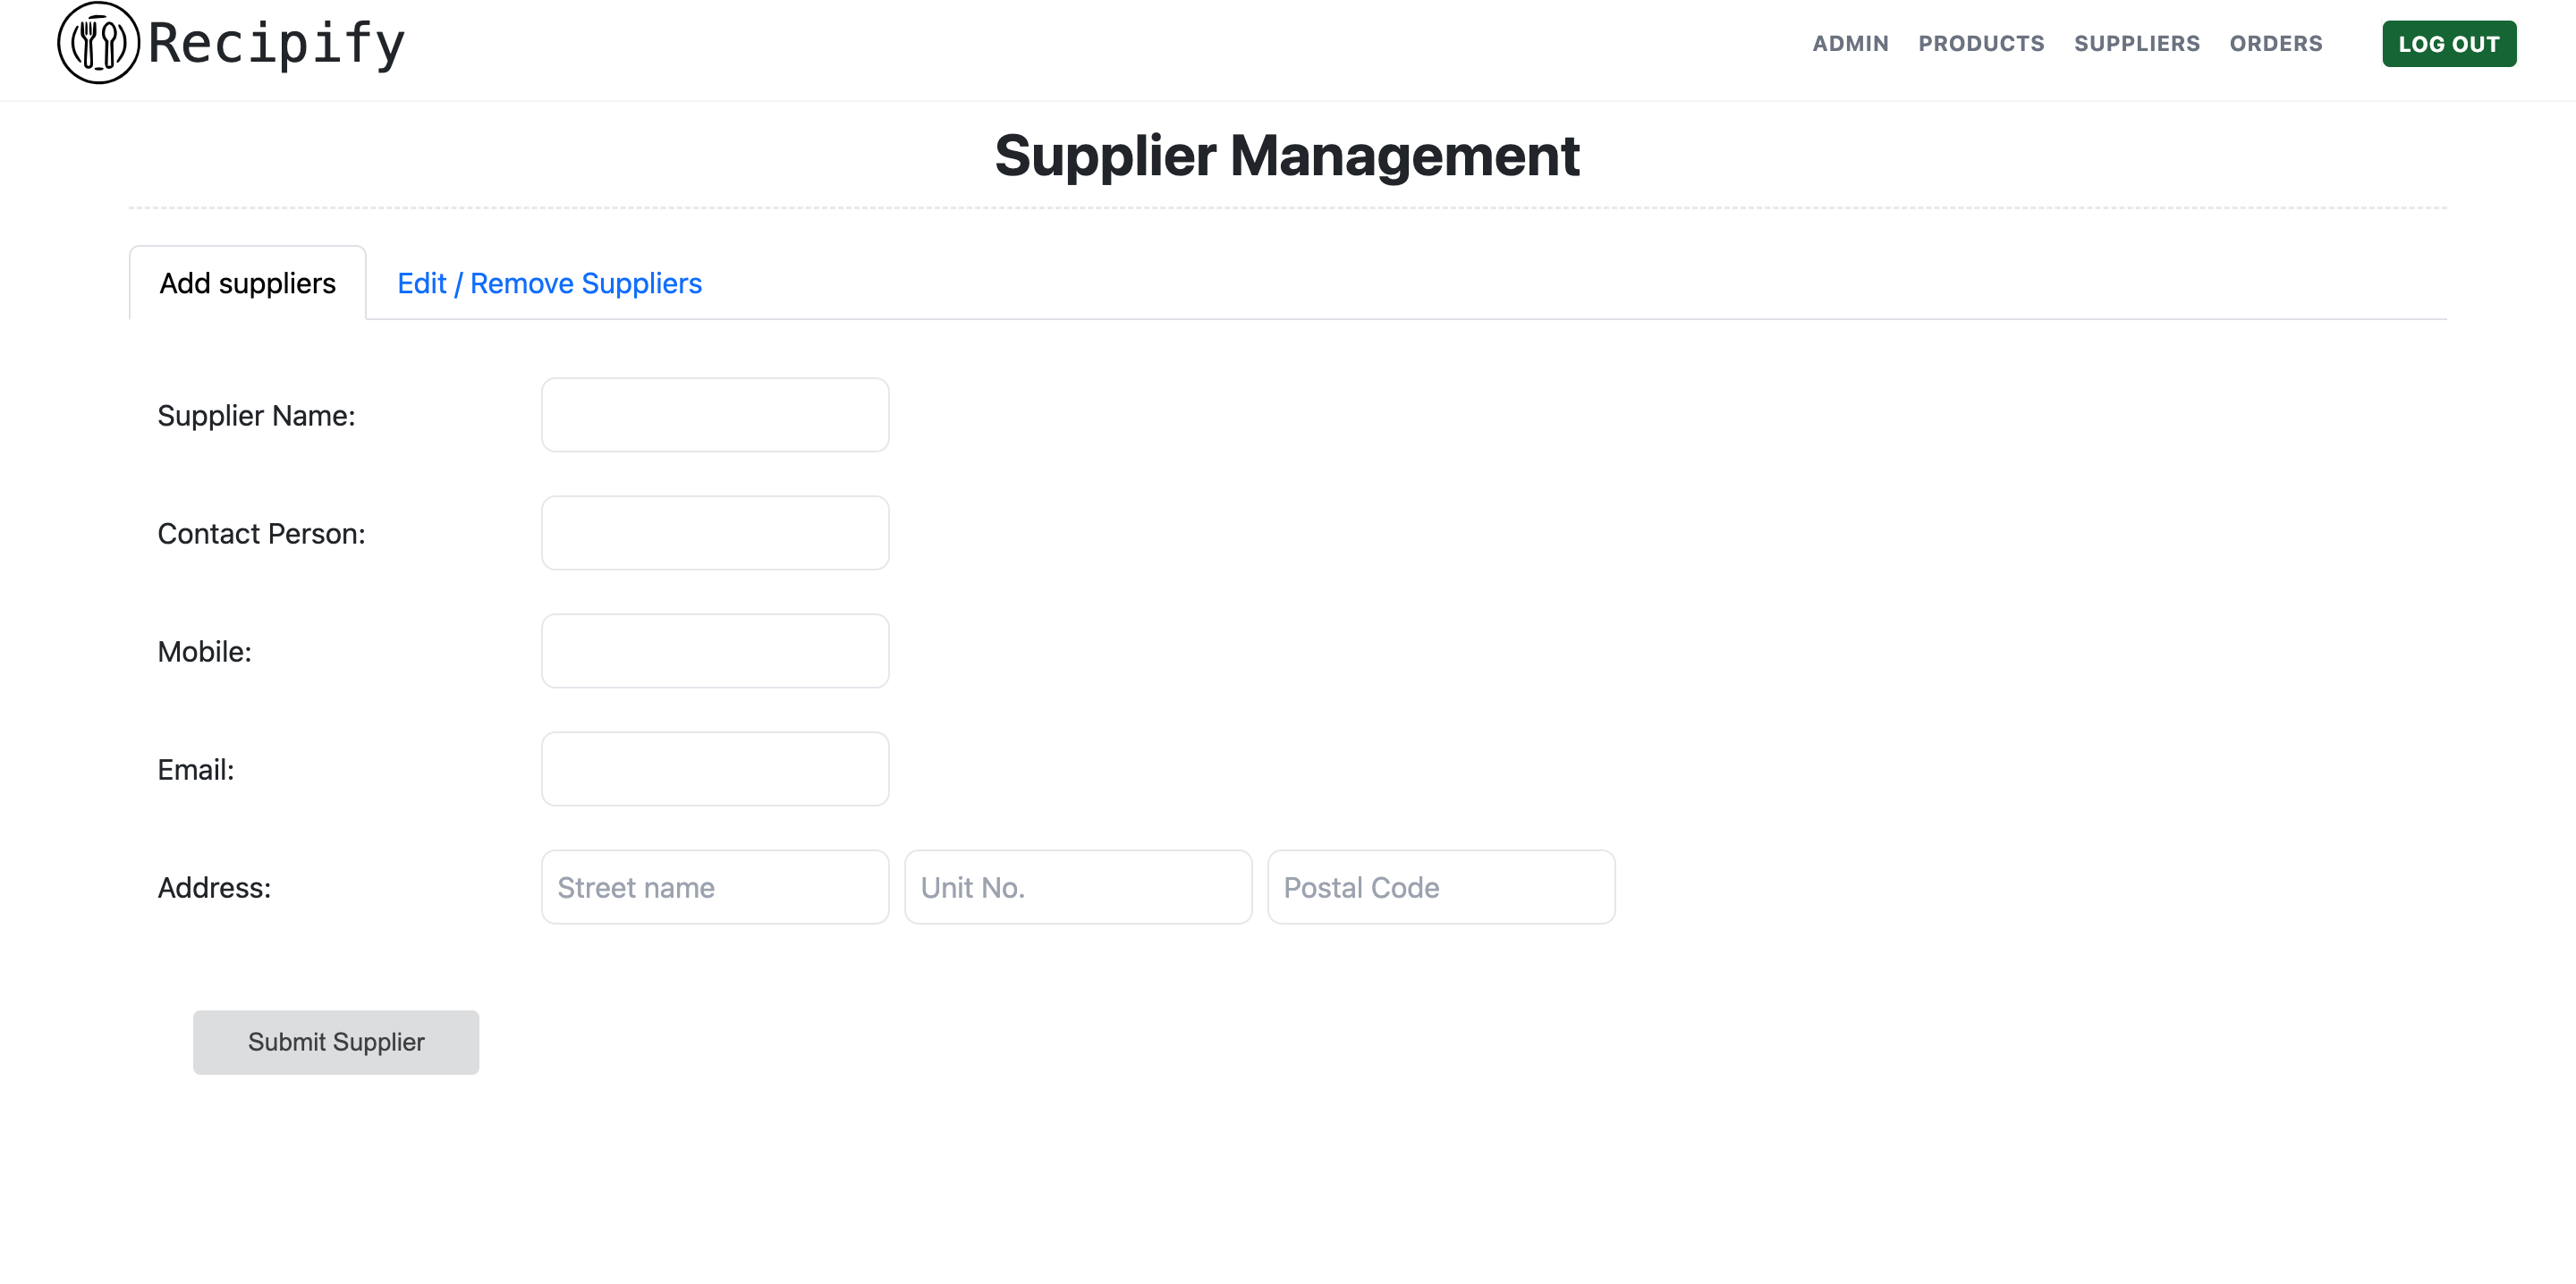 Recipify
ADMIN PRODUCTS SUPPLIERS ORDERS LOG OUT
Supplier Management
Add suppliers Edit / Remove Suppliers
Supplier Name:
Contact Person:
Mobile:
Email:
Address: Street name Unit No. Postal Code
Submit Supplier